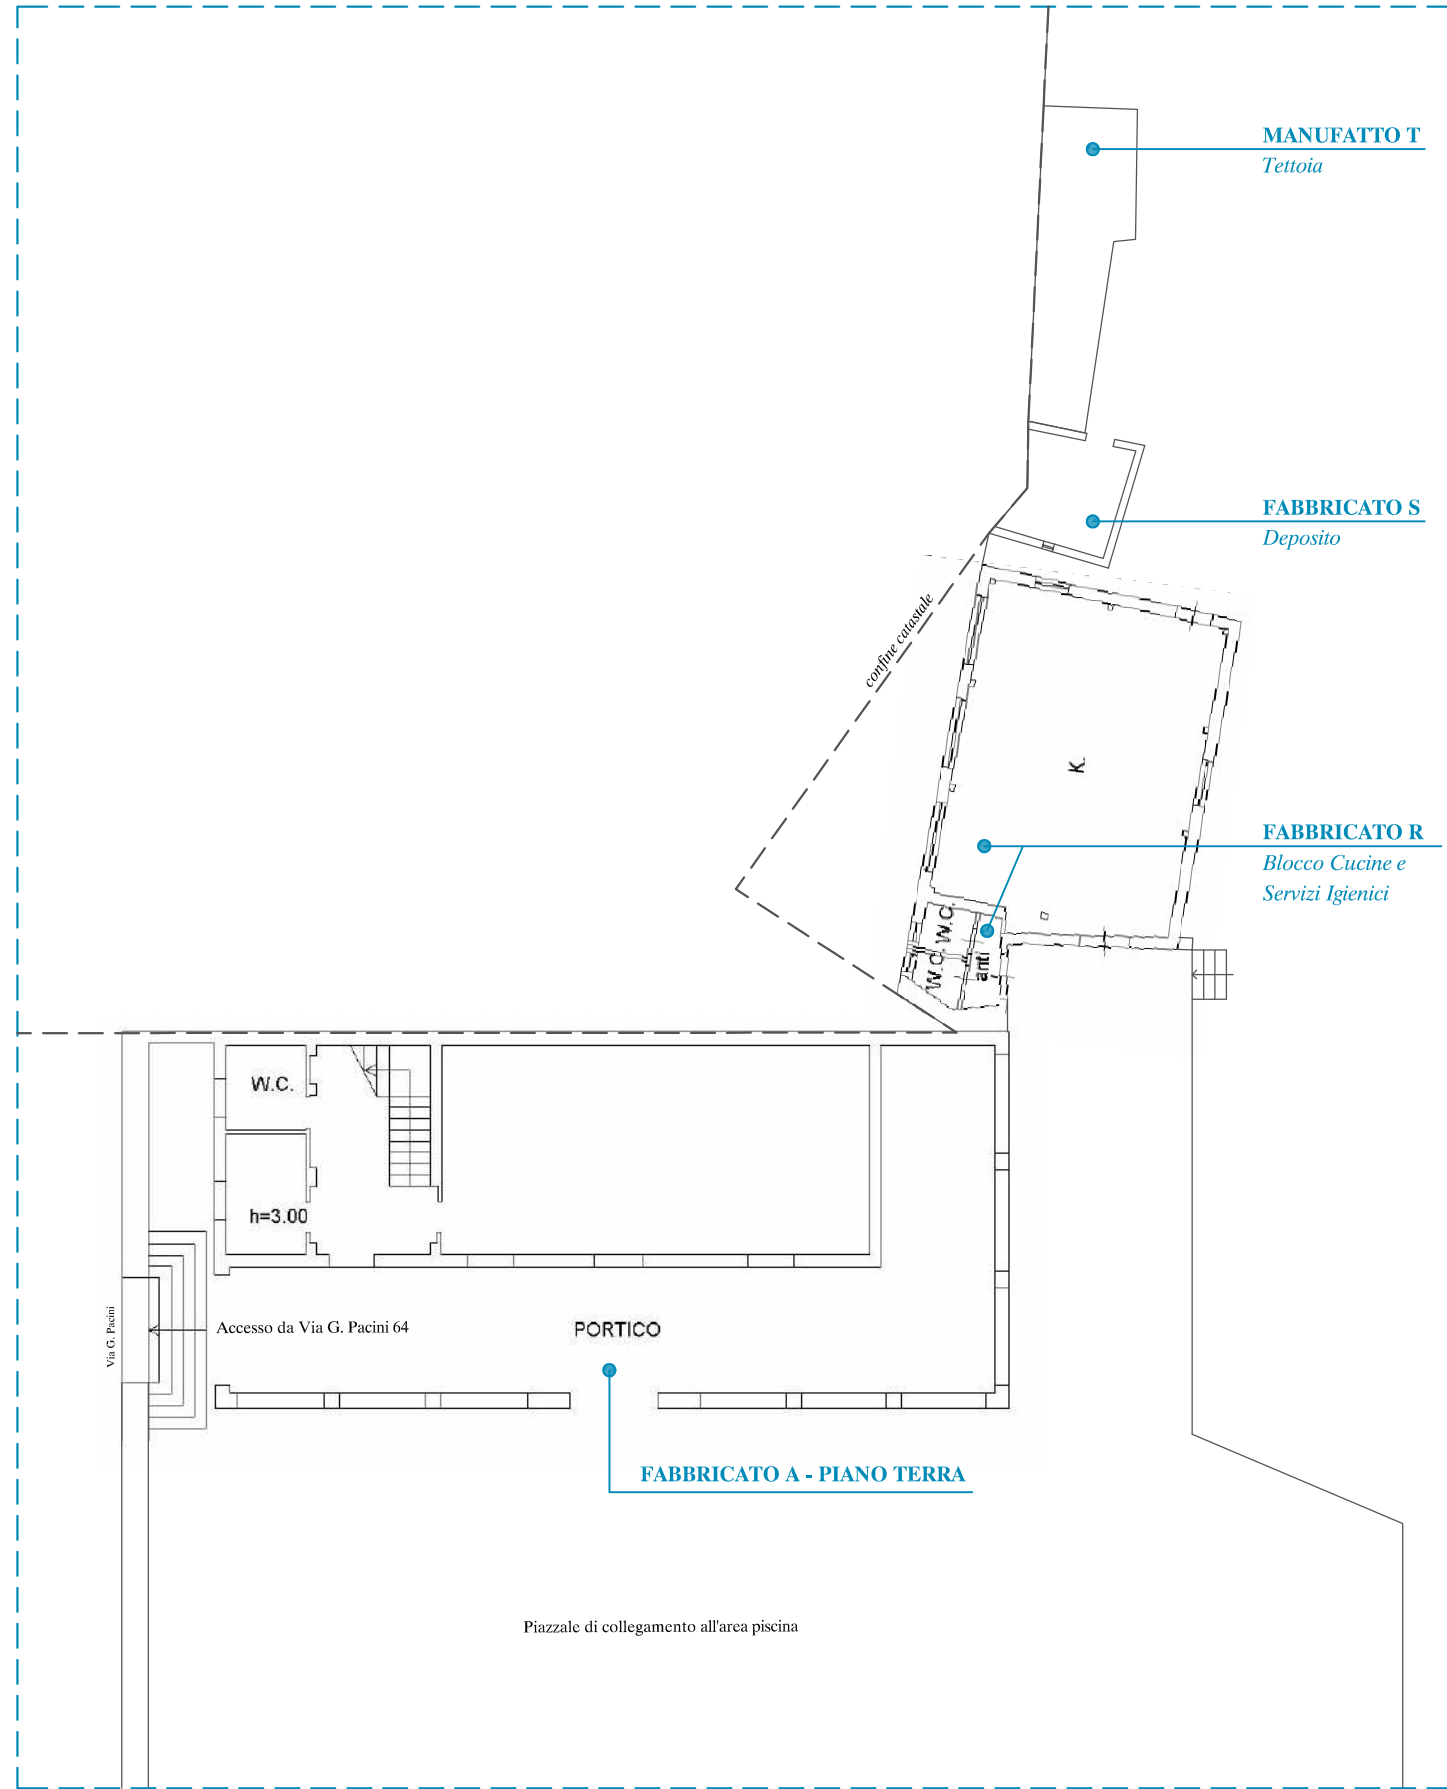 MANUFATTO T
Tettoia
FABBRICATO S
Deposito
confine catastale
K.
FABBRICATO R
Blocco Cucine e
Servizi Igienici
W.C.
W.C.
anti
W.C.
h=3.00
Via G. Pacini
Accesso da Via G. Pacini 64
PORTICO
FABBRICATO A - PIANO TERRA
Piazzale di collegamento all'area piscina